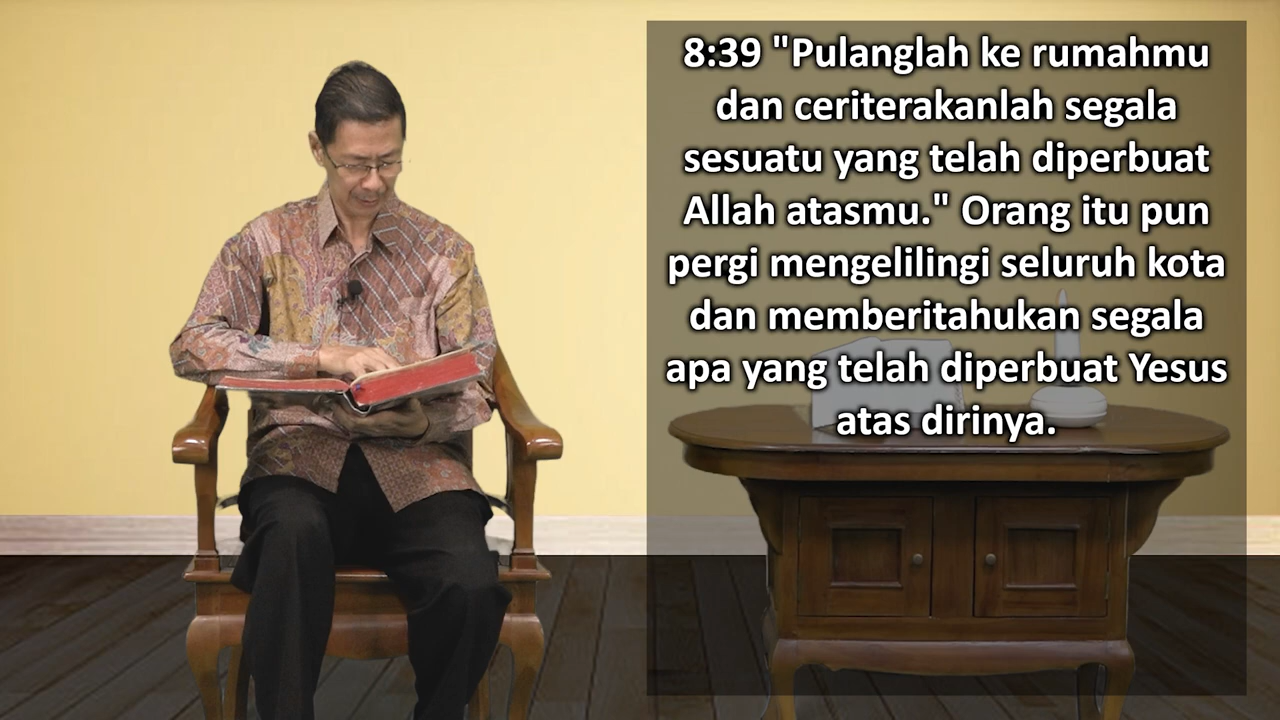 8:39 "Pulanglah ke rumahmu
dan ceriterakanlah segala
sesuatu yang telah diperbuat
Allah atasmu." Orang itu pun
pergi mengelilingi seluruh kota
dan memberitahukan segala
apa yang telah diperbuat Yesus
atas dirinya.